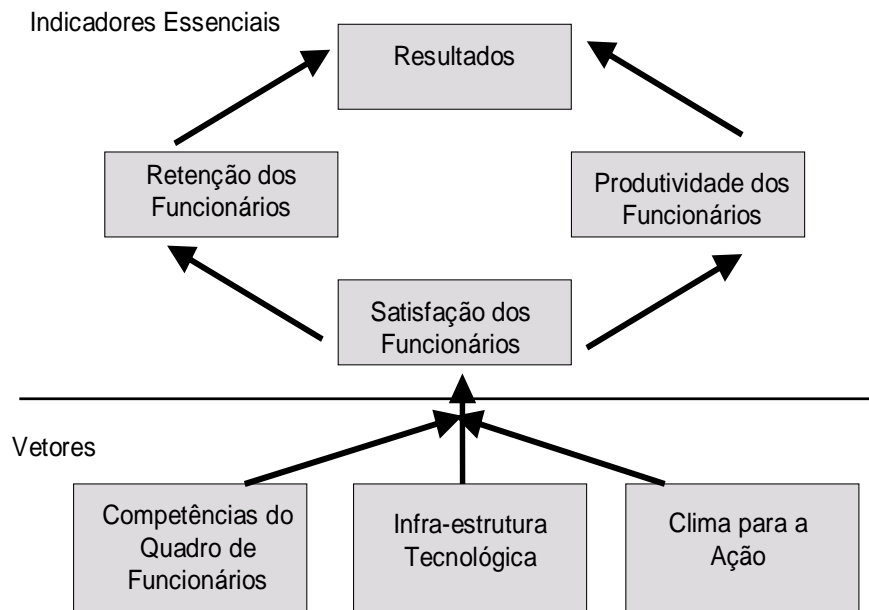 Indicadores Essenciais
Resultados
Retenção dos
Funcionários
Produtividade dos
Funcionários
Satisfação dos
Funcionários
Vetores
Competências do
Quadro de
Funcionários
Infra-estrutura
Tecnológica
Clima para a
Ação